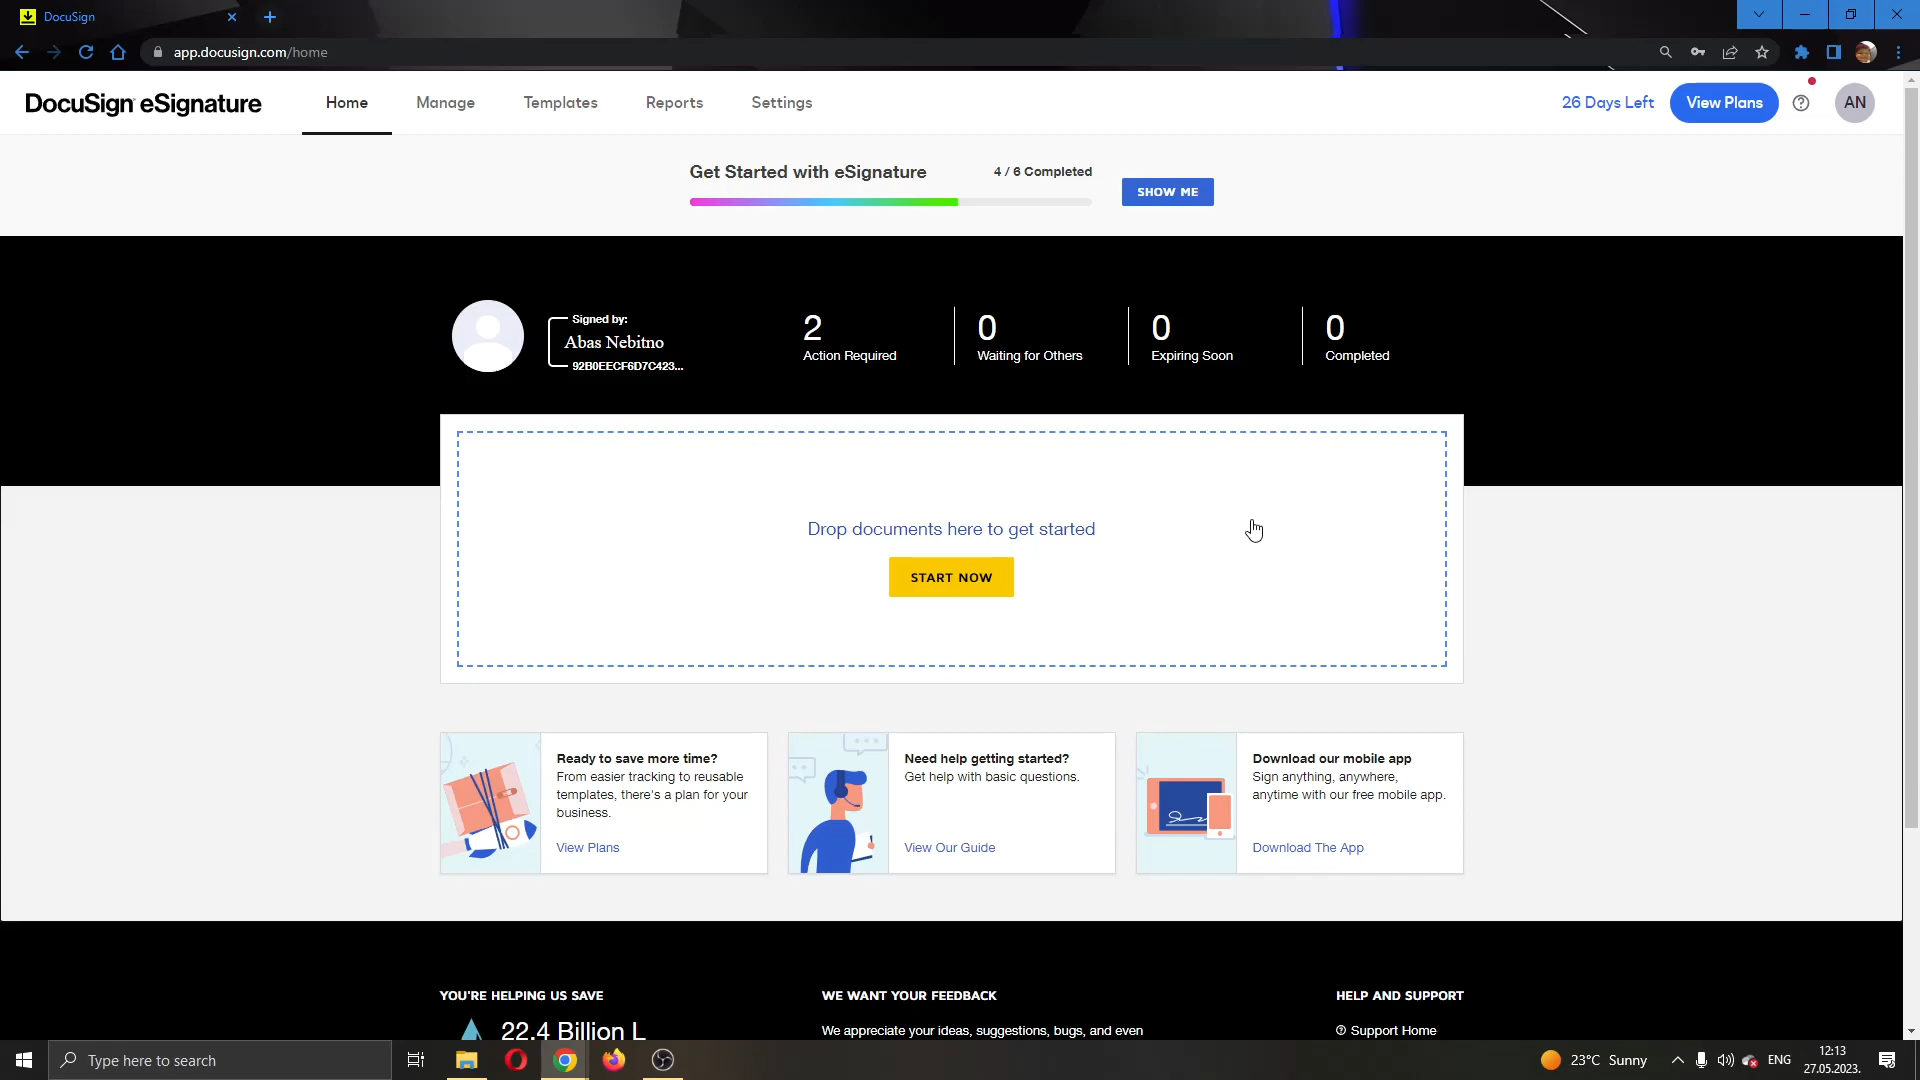 DocuSign
app.docusign.com/home
DocuSign eSignature
Home
Manage
Templates
Reports
Settings
26 Days Left
View Plans
AN
Get Started with eSignature
4 / 6 Completed
SHOW ME
Signed by:
Abas Nebitno
92B0EECF6D7C423...
2
Action Required
0
Waiting for Others
0
Expiring Soon
0
Completed
Drop documents here to get started
START NOW
Ready to save more time?
From easier tracking to reusable
templates, there's a plan for your
business.
View Plans
Need help getting started?
Get help with basic questions.
View Our Guide
Download our mobile app
Sign anything, anywhere,
anytime with our free mobile app.
Download The App
YOU'RE HELPING US SAVE
22.4 Billion L
WE WANT YOUR FEEDBACK
We appreciate your ideas, suggestions, bugs, and even
HELP AND SUPPORT
Support Home
Type here to search
23°C Sunny
ENG
12:13
27.05.2023.